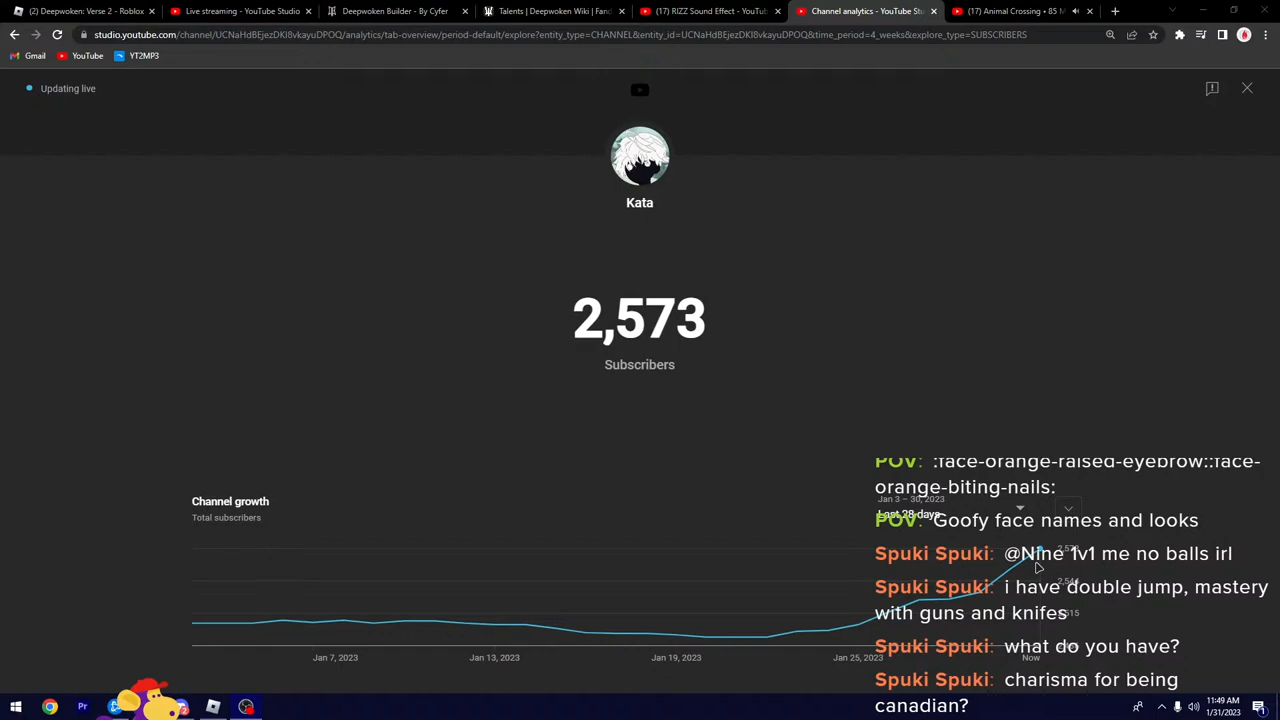 (2) Deepwoken: Verse 2 - Roblox
Live streaming - YouTube Studio
Deepwoken Builder - By Cyfer
Talents | Deepwoken Wiki | Fand
(17) RIZZ Sound Effect - YouTube
Channel analytics - YouTube Stu
(17) Animal Crossing • 85 M
studio.youtube.com/channel/UCNaHdBEjezDKI8vkayuDPOQ/analytics/tab-overview/period-default/explore?entity_type=CHANNEL&entity_id=UCNaHdBEjezDKI8vkayuDPOQ&time_period=4_weeks&explore_type=SUBSCRIBERS
Gmail
YouTube
YT2MP3
Updating live
Kata
2,573
Subscribers
Channel growth
Total subscribers
Jan 3 – 30, 2023
Last 28 days
Jan 7, 2023
Jan 13, 2023
Jan 19, 2023
Jan 25, 2023
Now
POV: :face-orange-raised-eyebrow::face-
orange-biting-nails:
POV: Goofy face names and looks
Spuki Spuki: @Nine 1v1 me no balls irl
Spuki Spuki: i have double jump, mastery
with guns and knifes
Spuki Spuki: what do you have?
Spuki Spuki: charisma for being
canadian?
Pr
11:49 AM
1/31/2023